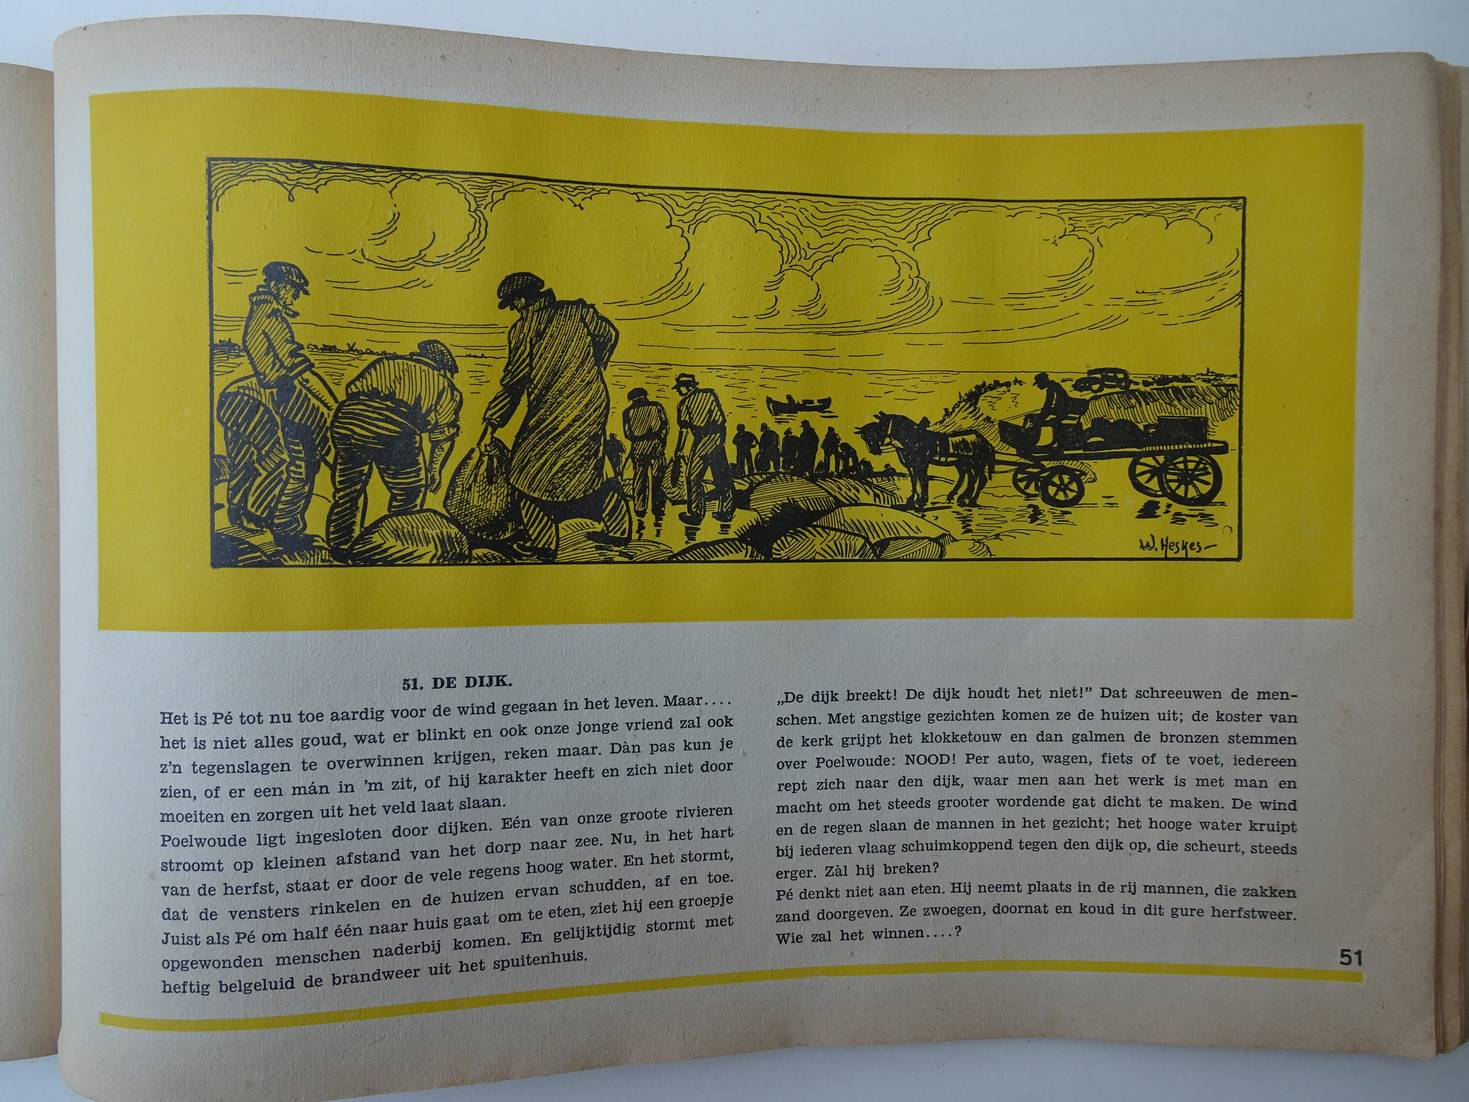 W. Heskes
51. DE DIJK.
Het is Pé tot nu toe aardig voor de wind gegaan in het leven. Maar....
het is niet alles goud, wat er blinkt en ook onze jonge vriend zal ook
z'n tegenslagen te overwinnen krijgen, reken maar. Dàn pas kun je
zien, of er een mán in 'm zit, of hij karakter heeft en zich niet door
moeiten en zorgen uit het veld laat slaan.
Poelwoude ligt ingesloten door dijken. Eén van onze groote rivieren
stroomt op kleinen afstand van het dorp naar zee. Nu, in het hart
van de herfst, staat er door de vele regens hoog water. En het stormt,
dat de vensters rinkelen en de huizen ervan schudden, af en toe.
Juist als Pé om half één naar huis gaat om te eten, ziet hij een groepje
opgewonden menschen naderbij komen. En gelijktijdig stormt met
heftig belgeluid de brandweer uit het spuitenhuis.
„De dijk breekt! De dijk houdt het niet!” Dat schreeuwen de men-
schen. Met angstige gezichten komen ze de huizen uit; de koster van
de kerk grijpt het klokketouw en dan galmen de bronzen stemmen
over Poelwoude: NOOD! Per auto, wagen, fiets of te voet, iedereen
rept zich naar den dijk, waar men aan het werk is met man en
macht om het steeds grooter wordende gat dicht te maken. De wind
en de regen slaan de mannen in het gezicht; het hooge water kruipt
bij iederen vlaag schuimkoppend tegen den dijk op, die scheurt, steeds
erger. Zàl hij breken?
Pé denkt niet aan eten. Hij neemt plaats in de rij mannen, die zakken
zand doorgeven. Ze zwoegen, doornat en koud in dit gure herfstweer.
Wie zal het winnen....?
51